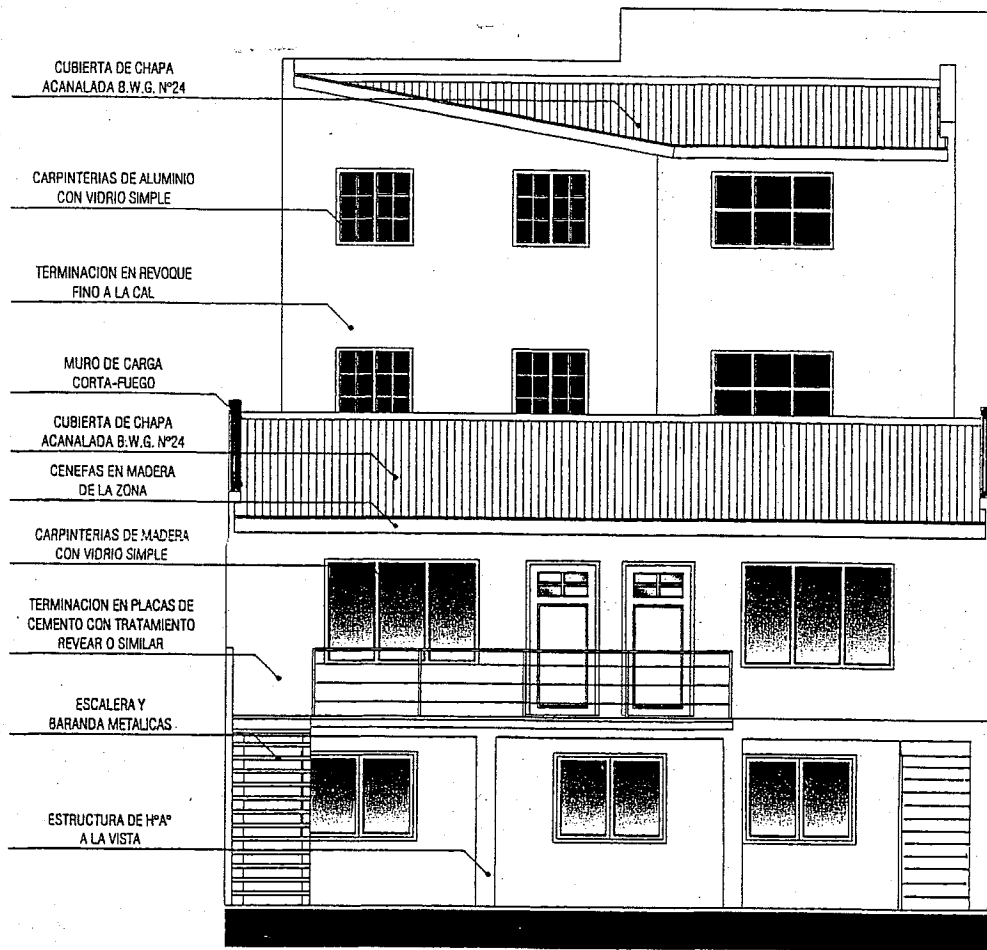 CUBIERTA DE CHAPA
ACANALADA B.W.G. Nº24
CARPINTERIAS DE ALUMINIO
CON VIDRIO SIMPLE
TERMINACION EN REVOQUE
FINO A LA CAL
MURO DE CARGA
CORTA-FUEGO
CUBIERTA DE CHAPA
ACANALADA B.W.G. Nº24
CENEFAS EN MADERA
DE LA ZONA
CARPINTERIAS DE MADERA
CON VIDRIO SIMPLE
TERMINACION EN PLACAS DE
CEMENTO CON TRATAMIENTO
REVEAR O SIMILAR
ESCALERA Y
BARANDA METALICAS
ESTRUCTURA DE HºAº
A LA VISTA